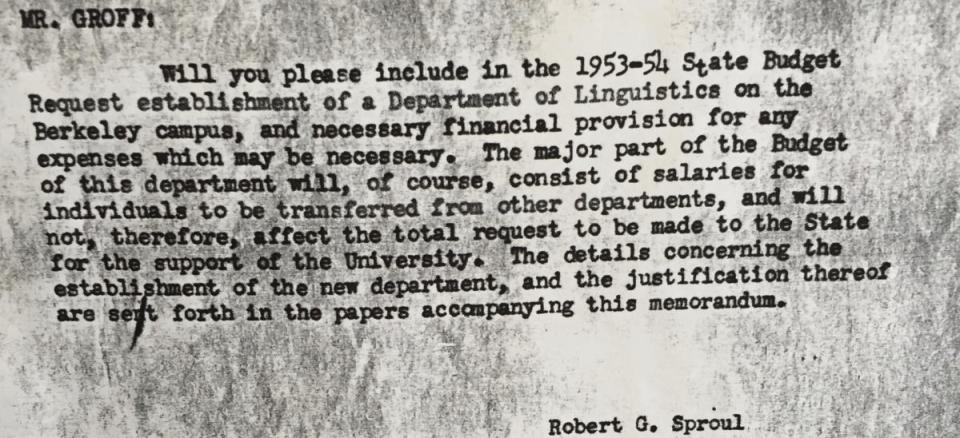 MR. GROFF:
Will you please include in the 1953-54 State Budget
Request establishment of a Department of Linguistics on the
Berkeley campus, and necessary financial provision for any
expenses which may be necessary. The major part of the Budget
of this department will, of course, consist of salaries for
individuals to be transferred from other departments, and will
not, therefore, affect the total request to be made to the State
for the support of the University. The details concerning the
establishment of the new department, and the justification thereof
are sent forth in the papers accompanying this memorandum.
Robert G. Sproul